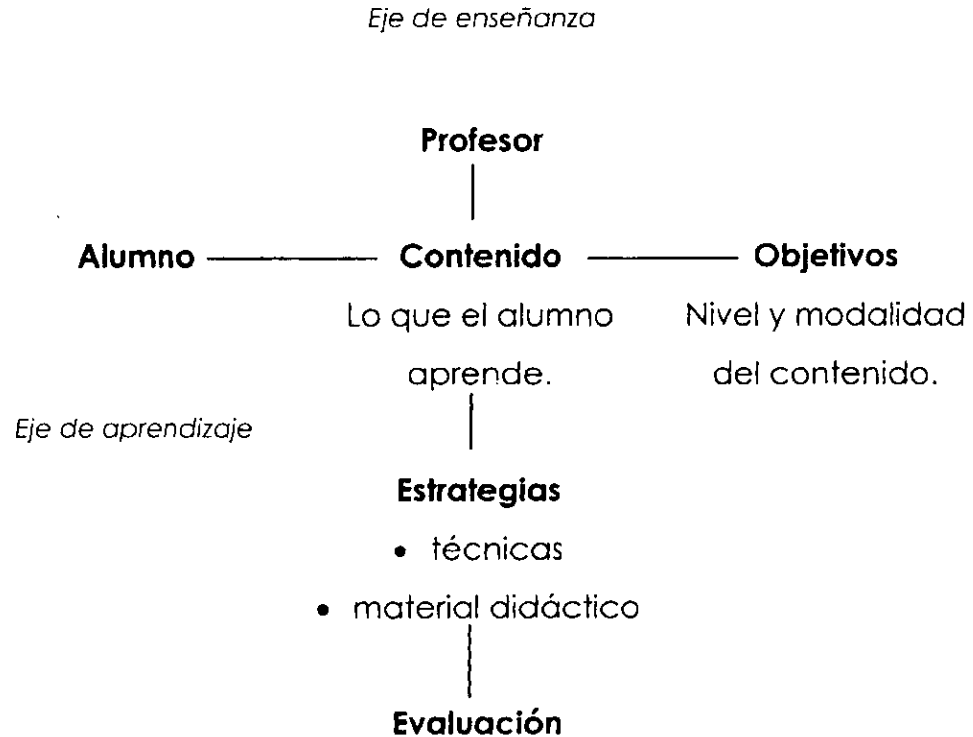 Eje de enseñanza
Profesor
Alumno Contenido Objetivos
Lo que el alumno Nivel y modalidad
aprende. del contenido.
Eje de aprendizaje
Estrategias
• técnicas
• material didáctico
Evaluación